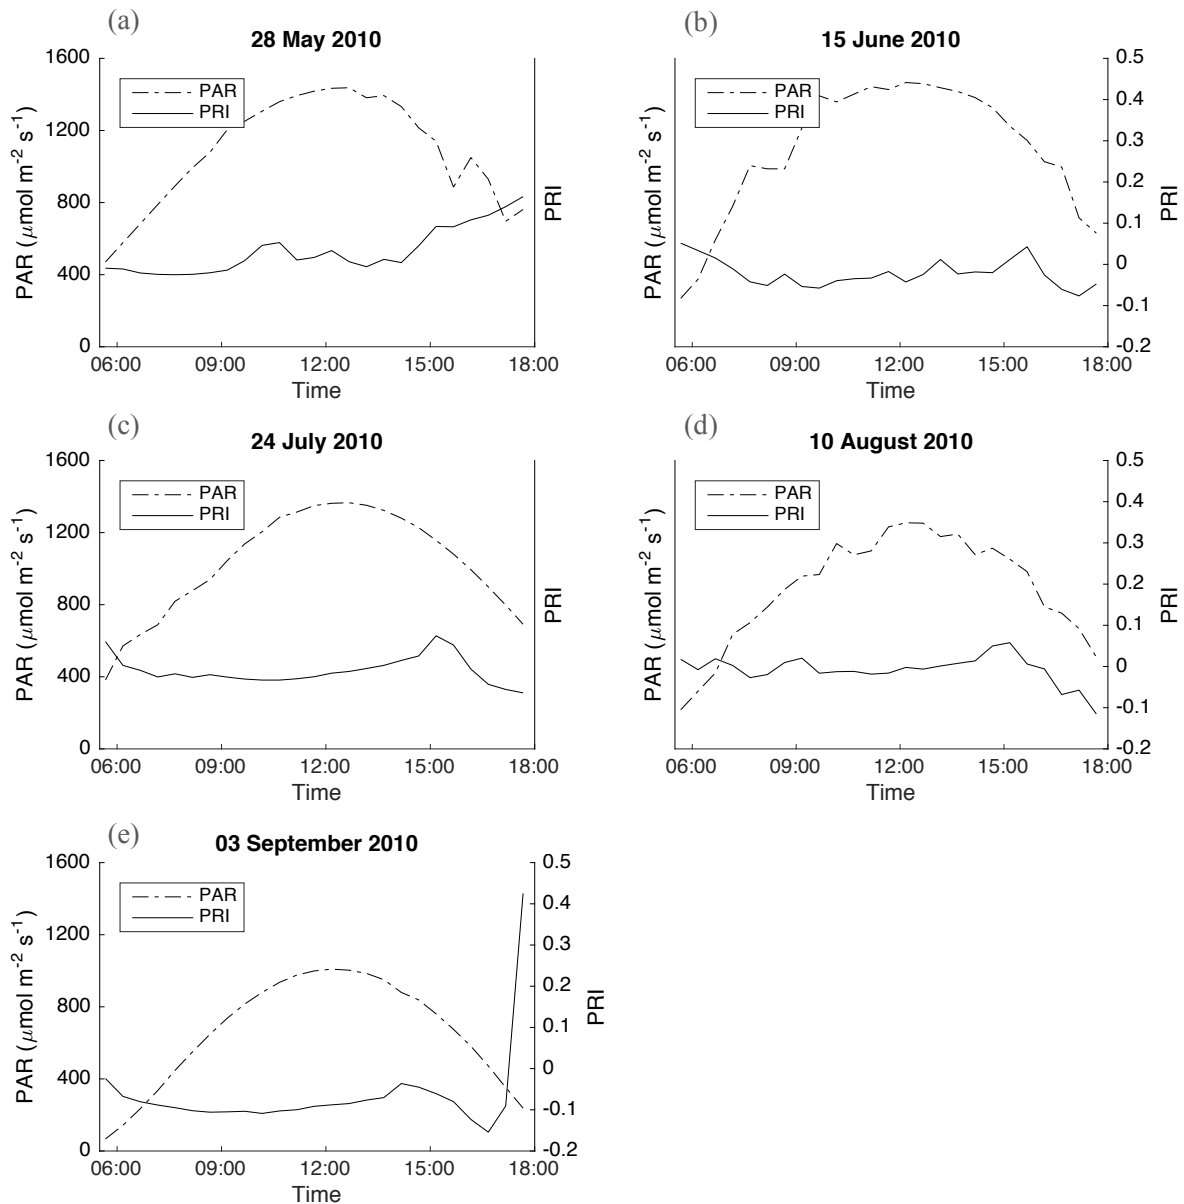 (a)
28 May 2010
1600
1200
800
400
0
PAR (μmol m⁻² s⁻¹)
PAR
PRI
PRI
06:00 09:00 12:00 15:00 18:00
Time
(b)
15 June 2010
PAR (μmol m⁻² s⁻¹)
PAR
PRI
0.5
0.4
0.3
0.2
0.1
0
-0.1
-0.2
PRI
06:00 09:00 12:00 15:00 18:00
Time
(c)
24 July 2010
1600
1200
800
400
0
PAR (μmol m⁻² s⁻¹)
PAR
PRI
PRI
06:00 09:00 12:00 15:00 18:00
Time
(d)
10 August 2010
PAR (μmol m⁻² s⁻¹)
PAR
PRI
0.5
0.4
0.3
0.2
0.1
0
-0.1
-0.2
PRI
06:00 09:00 12:00 15:00 18:00
Time
(e)
03 September 2010
1600
1200
800
400
0
PAR (μmol m⁻² s⁻¹)
PAR
PRI
0.5
0.4
0.3
0.2
0.1
0
-0.1
-0.2
PRI
06:00 09:00 12:00 15:00 18:00
Time